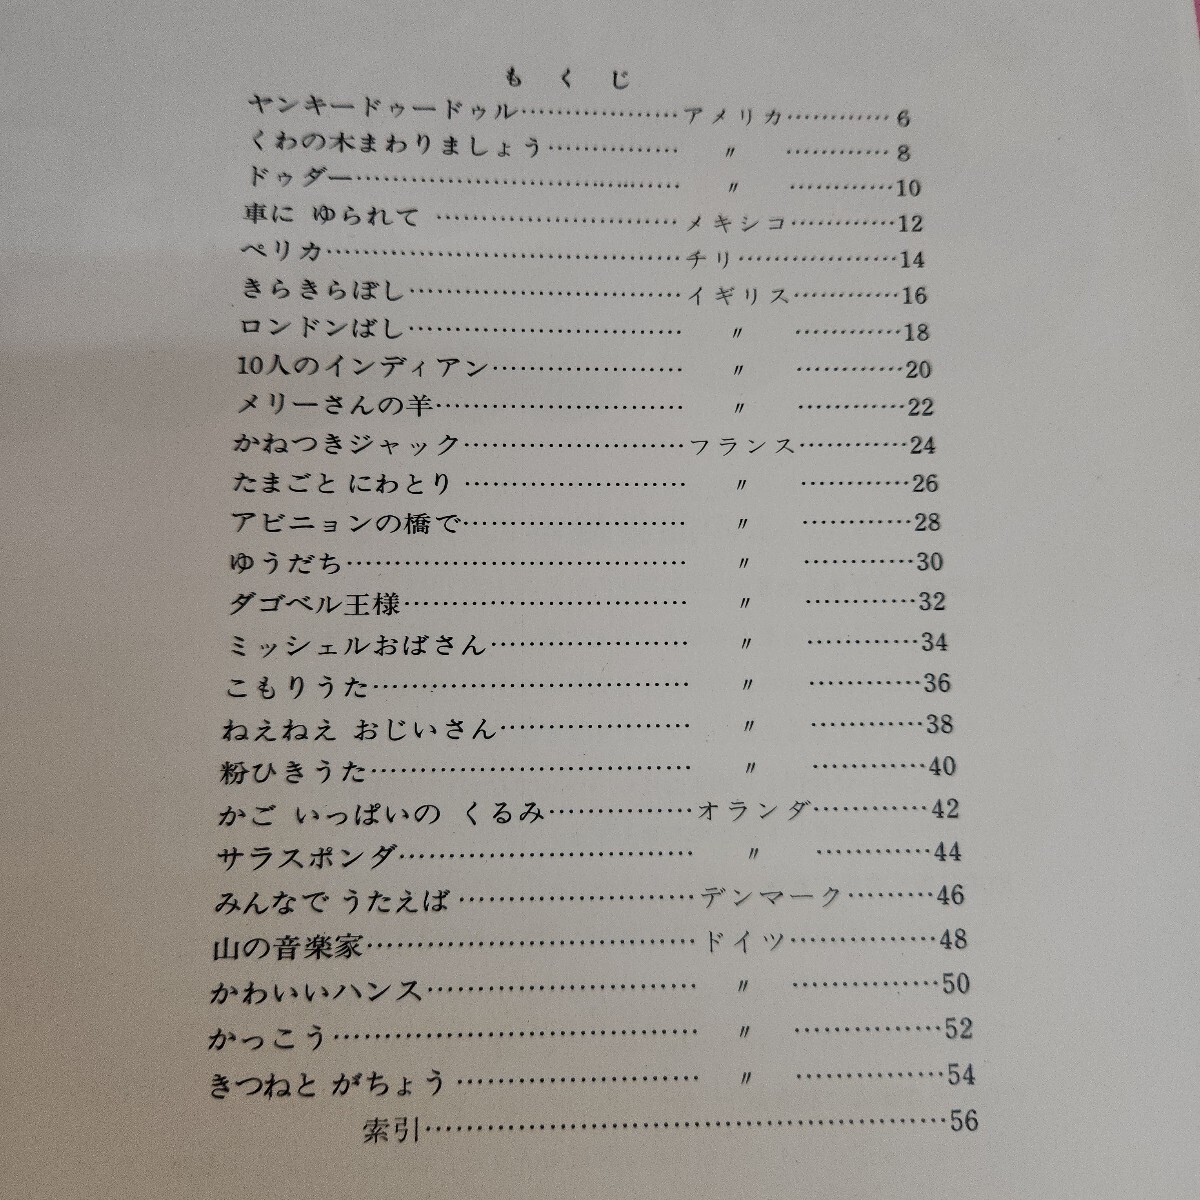 もくじ
ヤンキードゥードゥル…………………アメリカ…………6
くわの木まわりましょう……………〃…………8
ドゥダー………………………………〃…………10
車に ゆられて………………………メキシコ…………12
ペリカ…………………………………チリ………………14
きらきらぼし…………………………イギリス…………16
ロンドンばし…………………………〃…………18
10人のインディアン…………………〃…………20
メリーさんの羊………………………〃…………22
かねつきジャック……………………フランス…………24
たまごと にわとり……………………〃…………26
アビニョンの橋で……………………〃…………28
ゆうだち………………………………〃…………30
ダゴベル王様…………………………〃…………32
ミッシェルおばさん…………………〃…………34
こもりうた……………………………〃…………36
ねえねえ おじいさん…………………〃…………38
粉ひきうた……………………………〃…………40
かご いっぱいの くるみ……………オランダ…………42
サラスポンダ…………………………〃…………44
みんなで うたえば……………………デンマーク………46
山の音楽家……………………………ドイツ……………48
かわいいハンス………………………〃……………50
かっこう………………………………〃……………52
きつねと がちょう……………………〃……………54
索引……………………………………………56